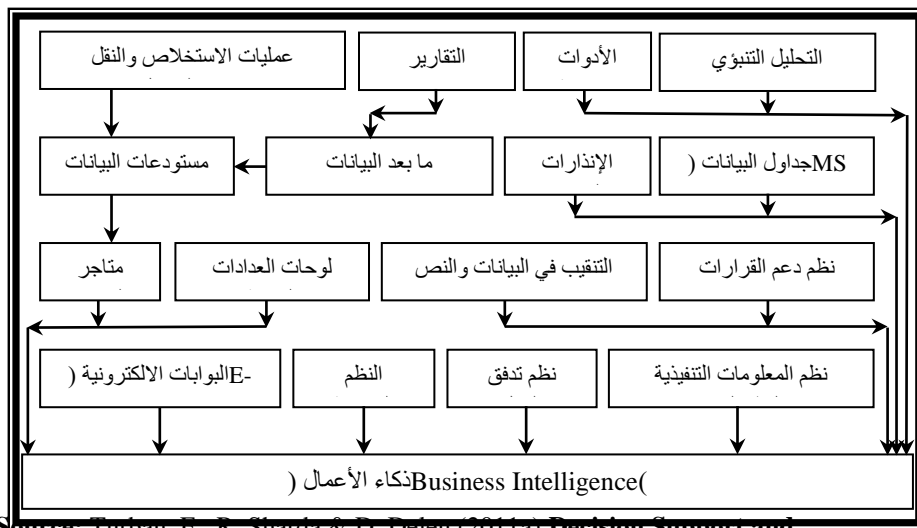 التحليل التنبؤي
الأدوات
التقارير
عمليات الاستخلاص والنقل
MSجداول البيانات (
الإنذارات
ما بعد البيانات
مستودعات البيانات
نظم دعم القرارات
التنقيب في البيانات والنص
لوحات العدادات
متاجر
نظم المعلومات التنفيذية
نظم تدفق
النظم
E-البوابات الالكترونية (
)Business Intelligenceذكاء الأعمال (